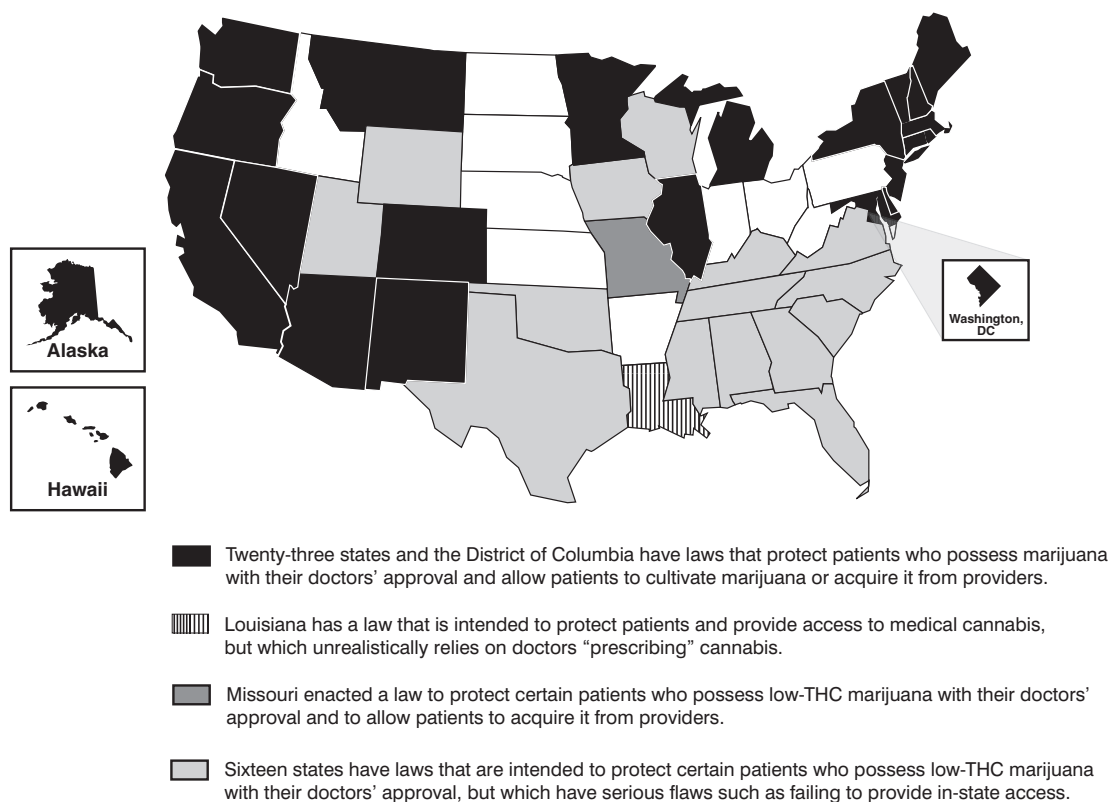 Alaska
Hawaii
Washington,
DC
Twenty-three states and the District of Columbia have laws that protect patients who possess marijuana
with their doctors’ approval and allow patients to cultivate marijuana or acquire it from providers.
Louisiana has a law that is intended to protect patients and provide access to medical cannabis,
but which unrealistically relies on doctors “prescribing” cannabis.
Missouri enacted a law to protect certain patients who possess low-THC marijuana with their doctors’
approval and to allow patients to acquire it from providers.
Sixteen states have laws that are intended to protect certain patients who possess low-THC marijuana
with their doctors’ approval, but which have serious flaws such as failing to provide in-state access.